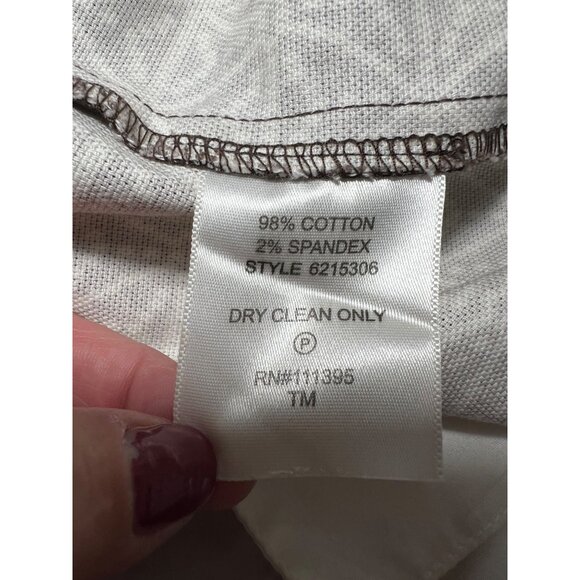 98% COTTON
2% SPANDEX
STYLE 6215306
DRY CLEAN ONLY
P
RN#111395
TM